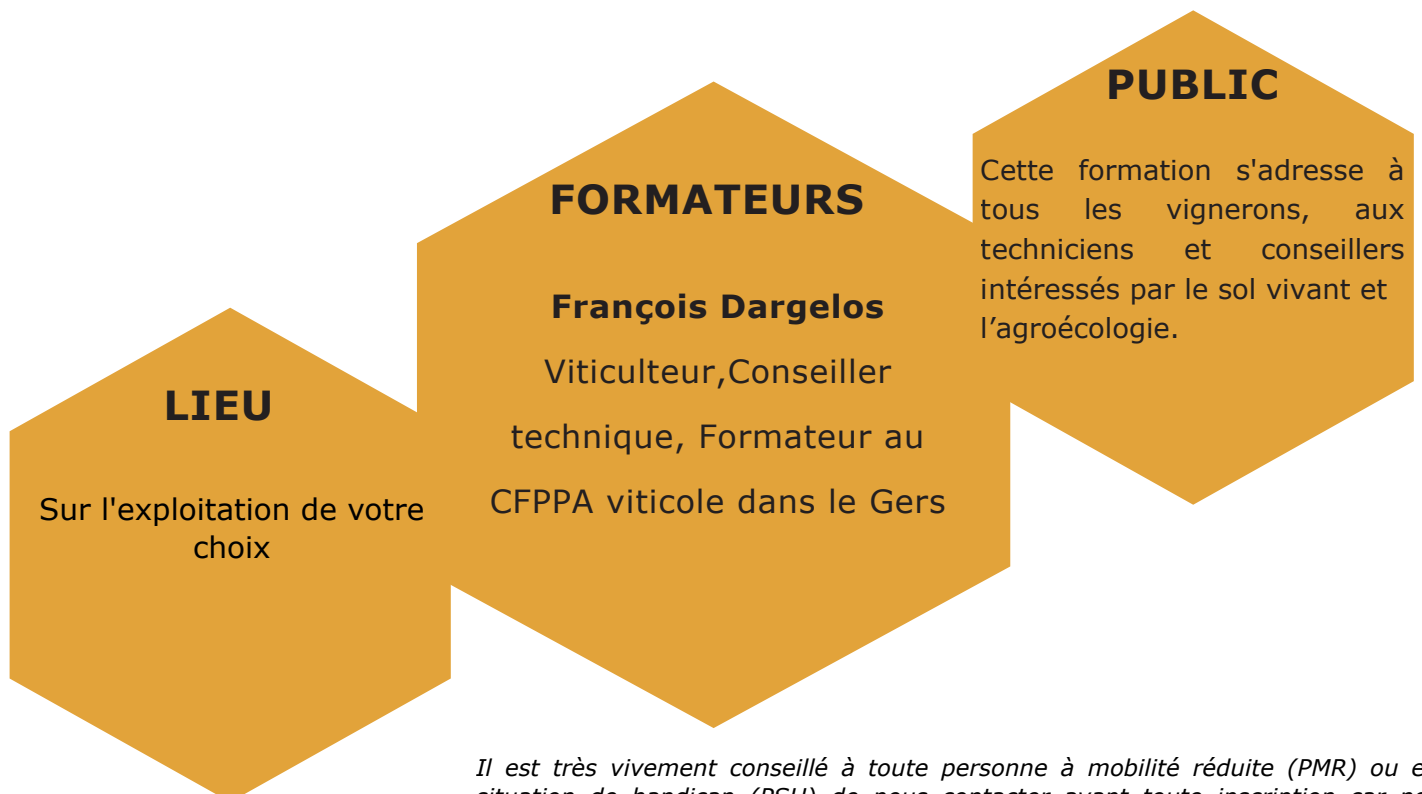 PUBLIC
Cette formation s'adresse à
tous les vignerons, aux
techniciens et conseillers
intéressés par le sol vivant et
l’agroécologie.
FORMATEURS
François Dargelos
Viticulteur,Conseiller
technique, Formateur au
CFPPA viticole dans le Gers
LIEU
Sur l'exploitation de votre
choix
Il est très vivement conseillé à toute personne à mobilité réduite (PMR) ou e